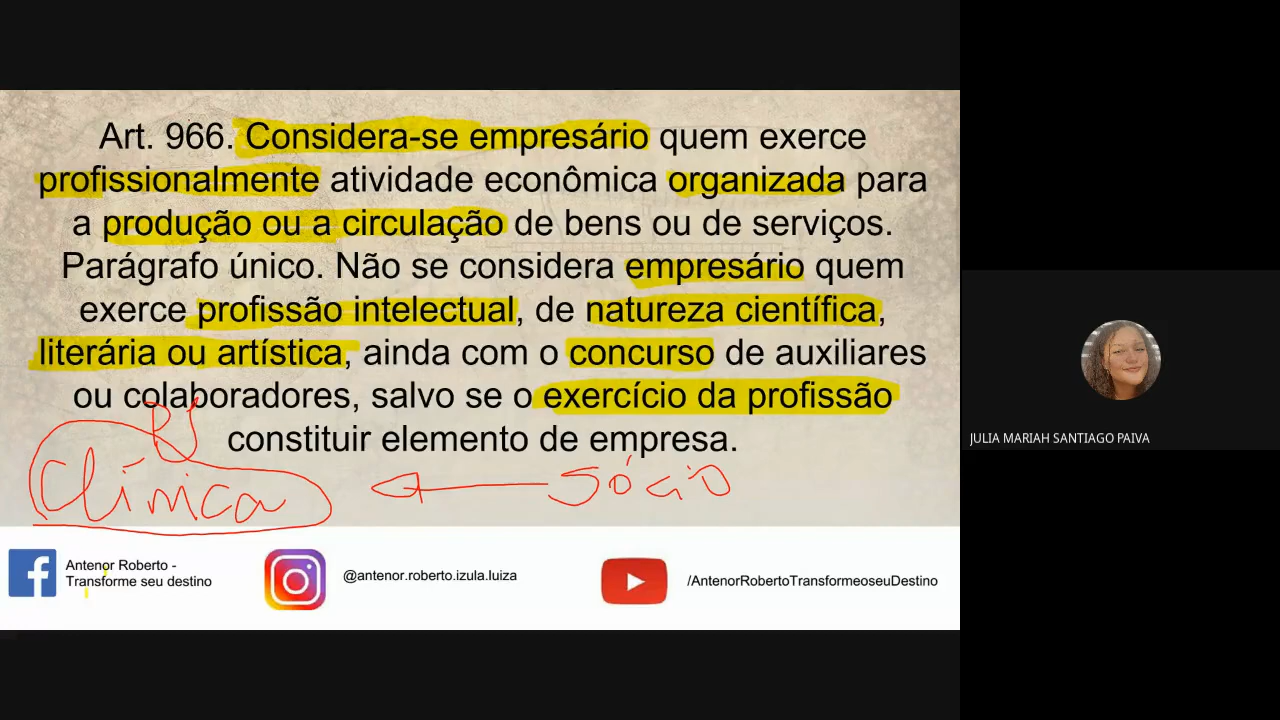 Art. 966. Considera-se empresário quem exerce
profissionalmente atividade econômica organizada para
a produção ou a circulação de bens ou de serviços.
Parágrafo único. Não se considera empresário quem
exerce profissão intelectual, de natureza científica,
literária ou artística, ainda com o concurso de auxiliares
ou colaboradores, salvo se o exercício da profissão
constituir elemento de empresa.
PJ
Clínica
sócio
Antenor Roberto -
Transforme seu destino
@antenor.roberto.izula.luiza
/AntenorRobertoTransformeoseuDestino
JULIA MARIAH SANTIAGO PAIVA